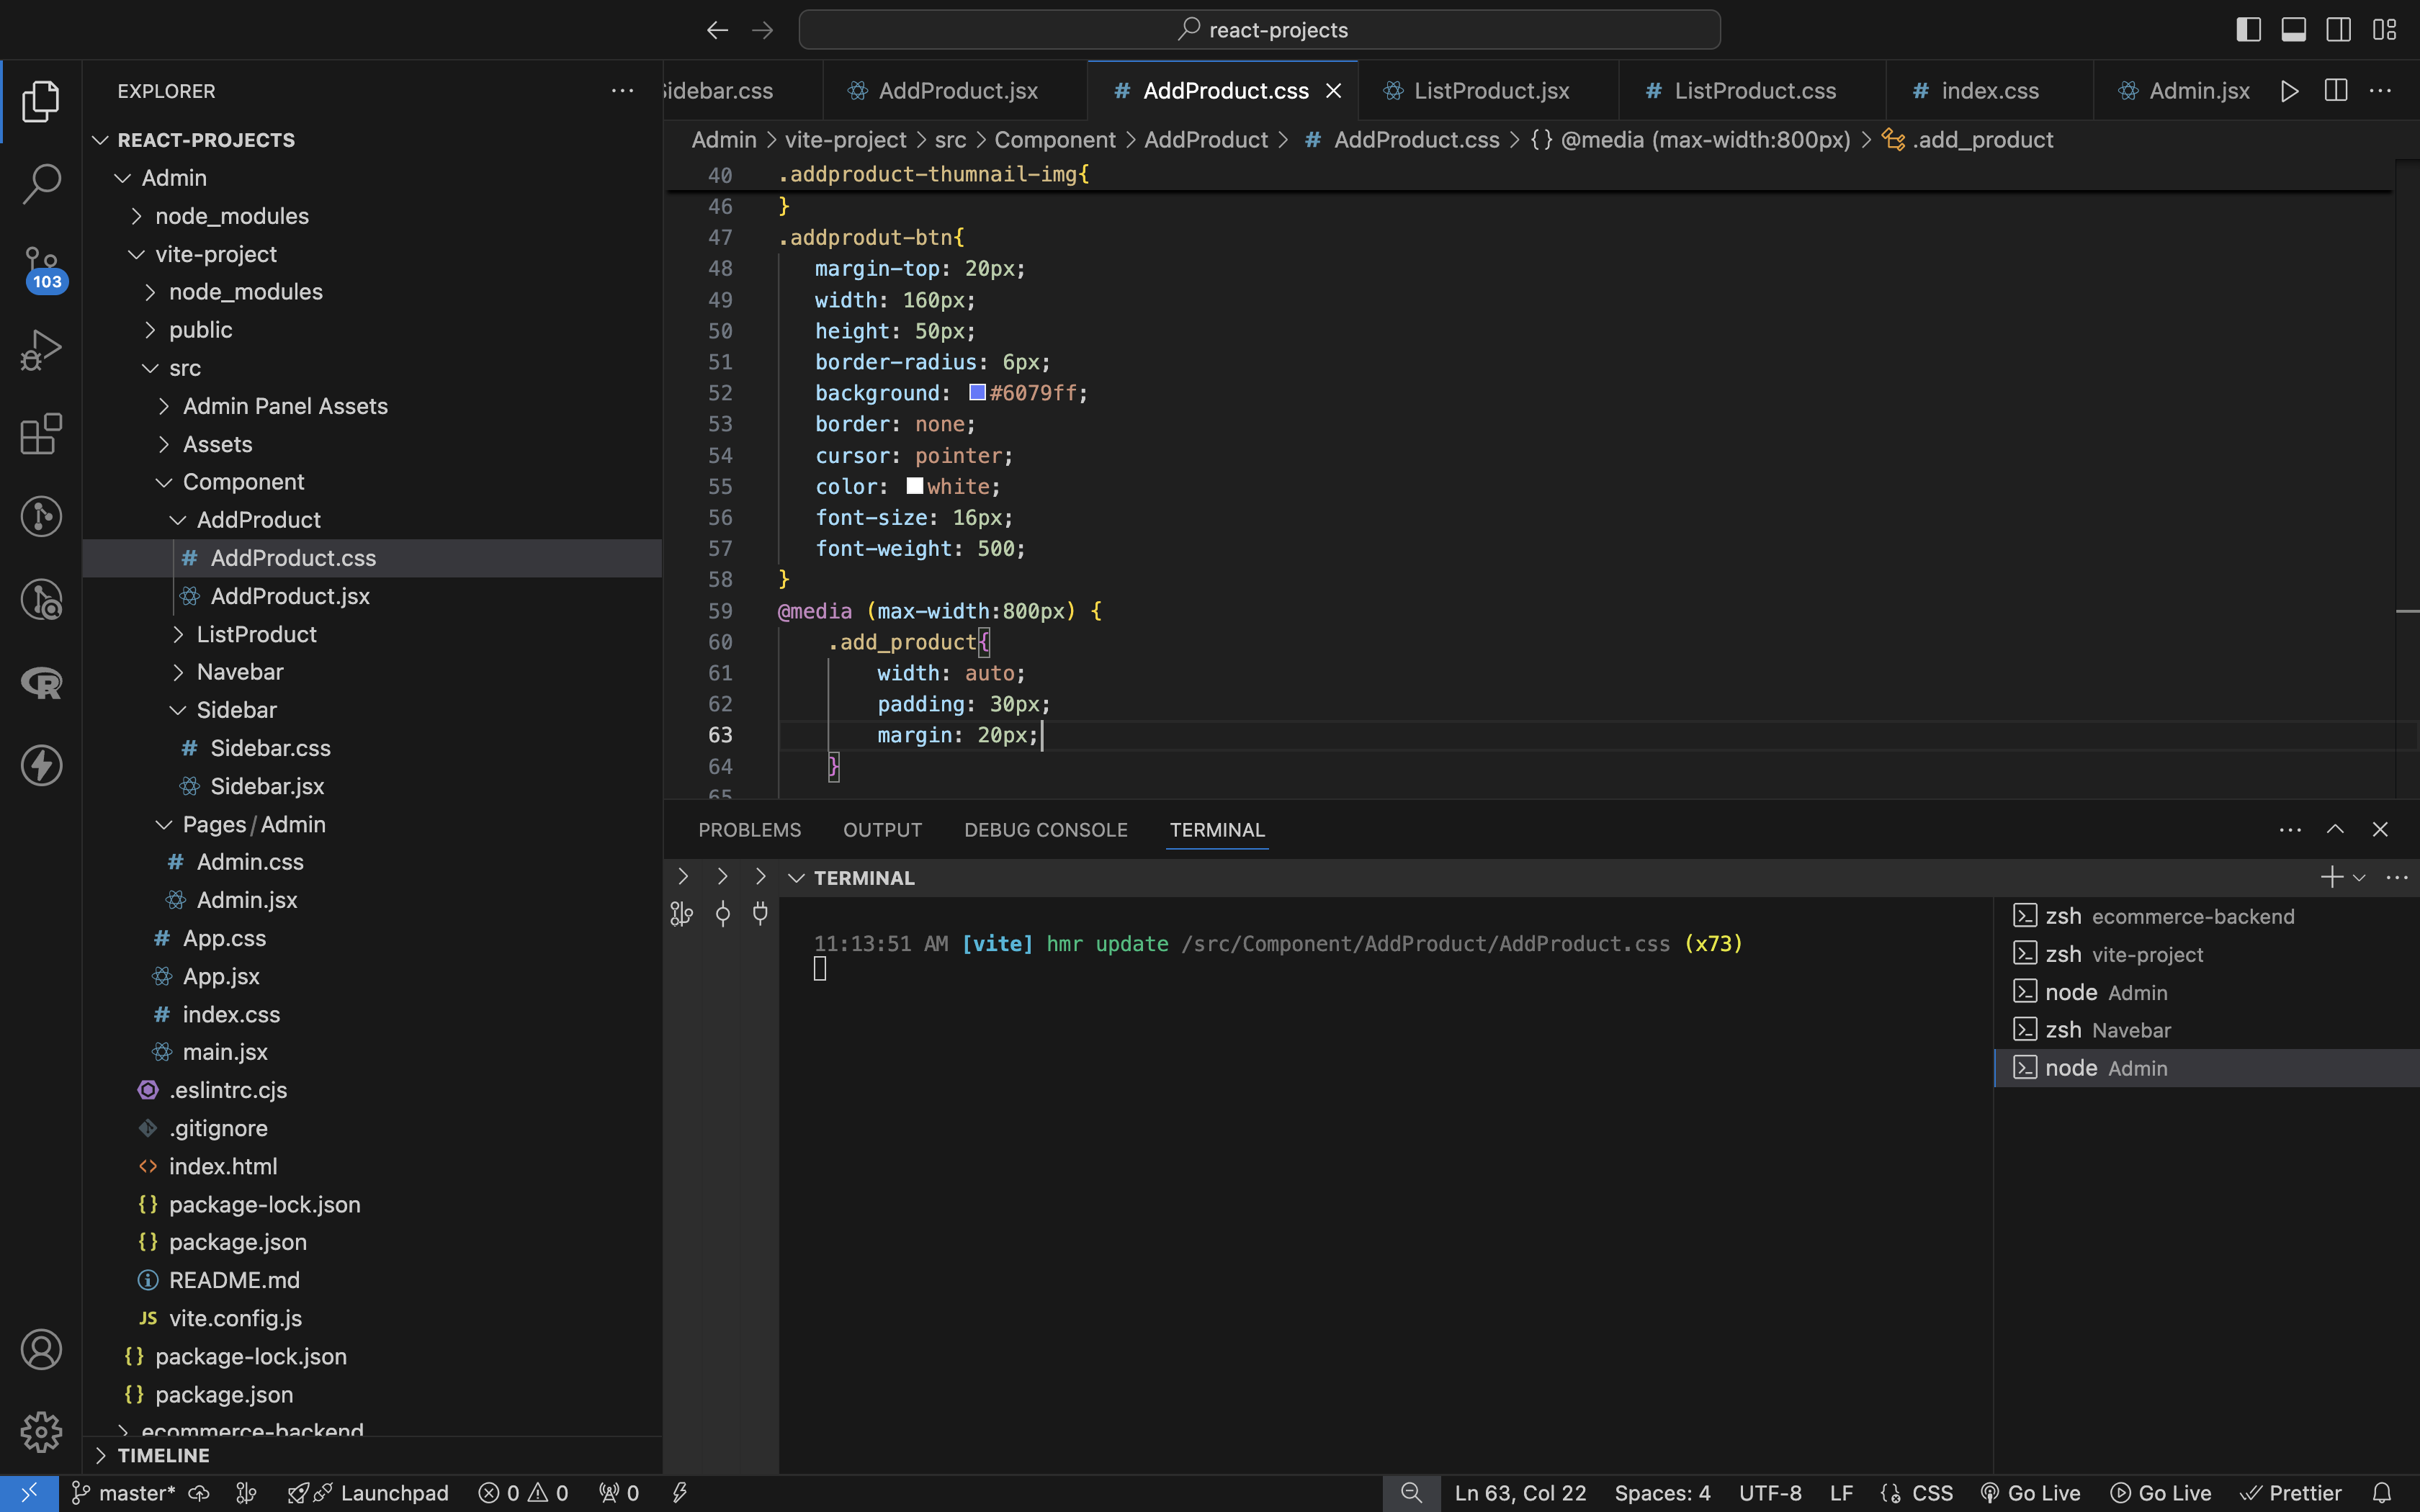 react-projects
EXPLORER
REACT-PROJECTS
Admin
node_modules
vite-project
node_modules
public
src
Admin Panel Assets
Assets
Component
AddProduct
# AddProduct.css
AddProduct.jsx
ListProduct
Navebar
Sidebar
# Sidebar.css
Sidebar.jsx
Pages/Admin
# Admin.css
Admin.jsx
# App.css
App.jsx
# index.css
main.jsx
.eslintrc.cjs
.gitignore
<> index.html
{} package-lock.json
{} package.json
README.md
JS vite.config.js
{} package-lock.json
{} package.json
ecommerce-backend
TIMELINE
103
Sidebar.css AddProduct.jsx # AddProduct.css ListProduct.jsx # ListProduct.css # index.css Admin.jsx
Admin > vite-project > src > Component > AddProduct > # AddProduct.css > {} @media (max-width:800px) > .add_product
40 .addproduct-thumnail-img{
46 }
47 .addprodut-btn{
48 margin-top: 20px;
49 width: 160px;
50 height: 50px;
51 border-radius: 6px;
52 background: #6079ff;
53 border: none;
54 cursor: pointer;
55 color: white;
56 font-size: 16px;
57 font-weight: 500;
58 }
59 @media (max-width:800px) {
60 .add_product{
61 width: auto;
62 padding: 30px;
63 margin: 20px;
64 }
65
PROBLEMS OUTPUT DEBUG CONSOLE TERMINAL
TERMINAL
11:13:51 AM [vite] hmr update /src/Component/AddProduct/AddProduct.css (x73)
zsh ecommerce-backend
zsh vite-project
node Admin
zsh Navebar
node Admin
master* Launchpad 0 0 0 Ln 63, Col 22 Spaces: 4 UTF-8 LF CSS Go Live Go Live Prettier